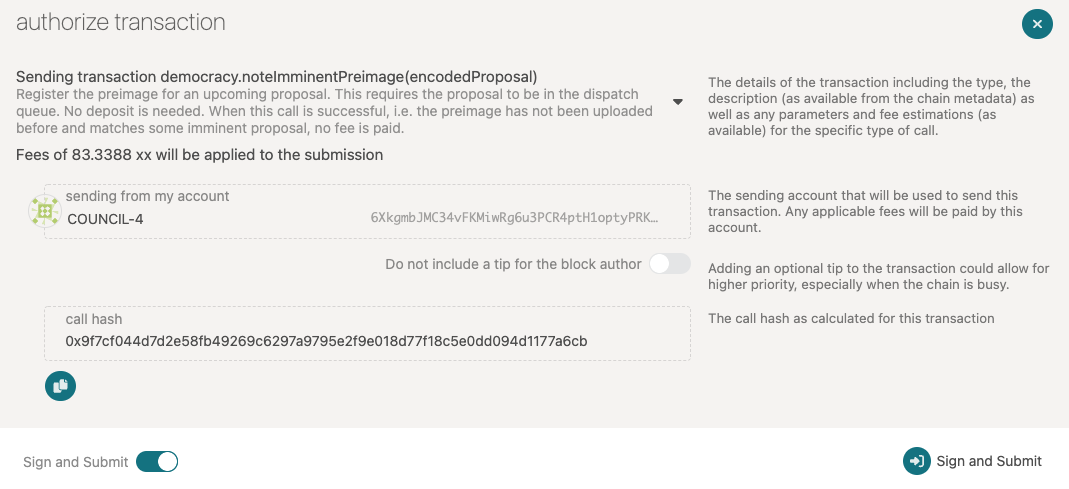 authorize transaction
Sending transaction democracy.noteImminentPreimage(encodedProposal)
Register the preimage for an upcoming proposal. This requires the proposal to be in the dispatch
queue. No deposit is needed. When this call is successful, i.e. the preimage has not been uploaded
before and matches some imminent proposal, no fee is paid.
Fees of 83.3388 xx will be applied to the submission
The details of the transaction including the type, the
description (as available from the chain metadata) as
well as any parameters and fee estimations (as
available) for the specific type of call.
sending from my account
COUNCIL-4
6XkgmbJMC34vFKMiwRg6u3PCR4ptH1optyPRK…
The sending account that will be used to send this
transaction. Any applicable fees will be paid by this
account.
Do not include a tip for the block author
Adding an optional tip to the transaction could allow for
higher priority, especially when the chain is busy.
call hash
0x9f7cf044d7d2e58fb49269c6297a9795e2f9e018d77f18c5e0dd094d1177a6cb
The call hash as calculated for this transaction
Sign and Submit
Sign and Submit